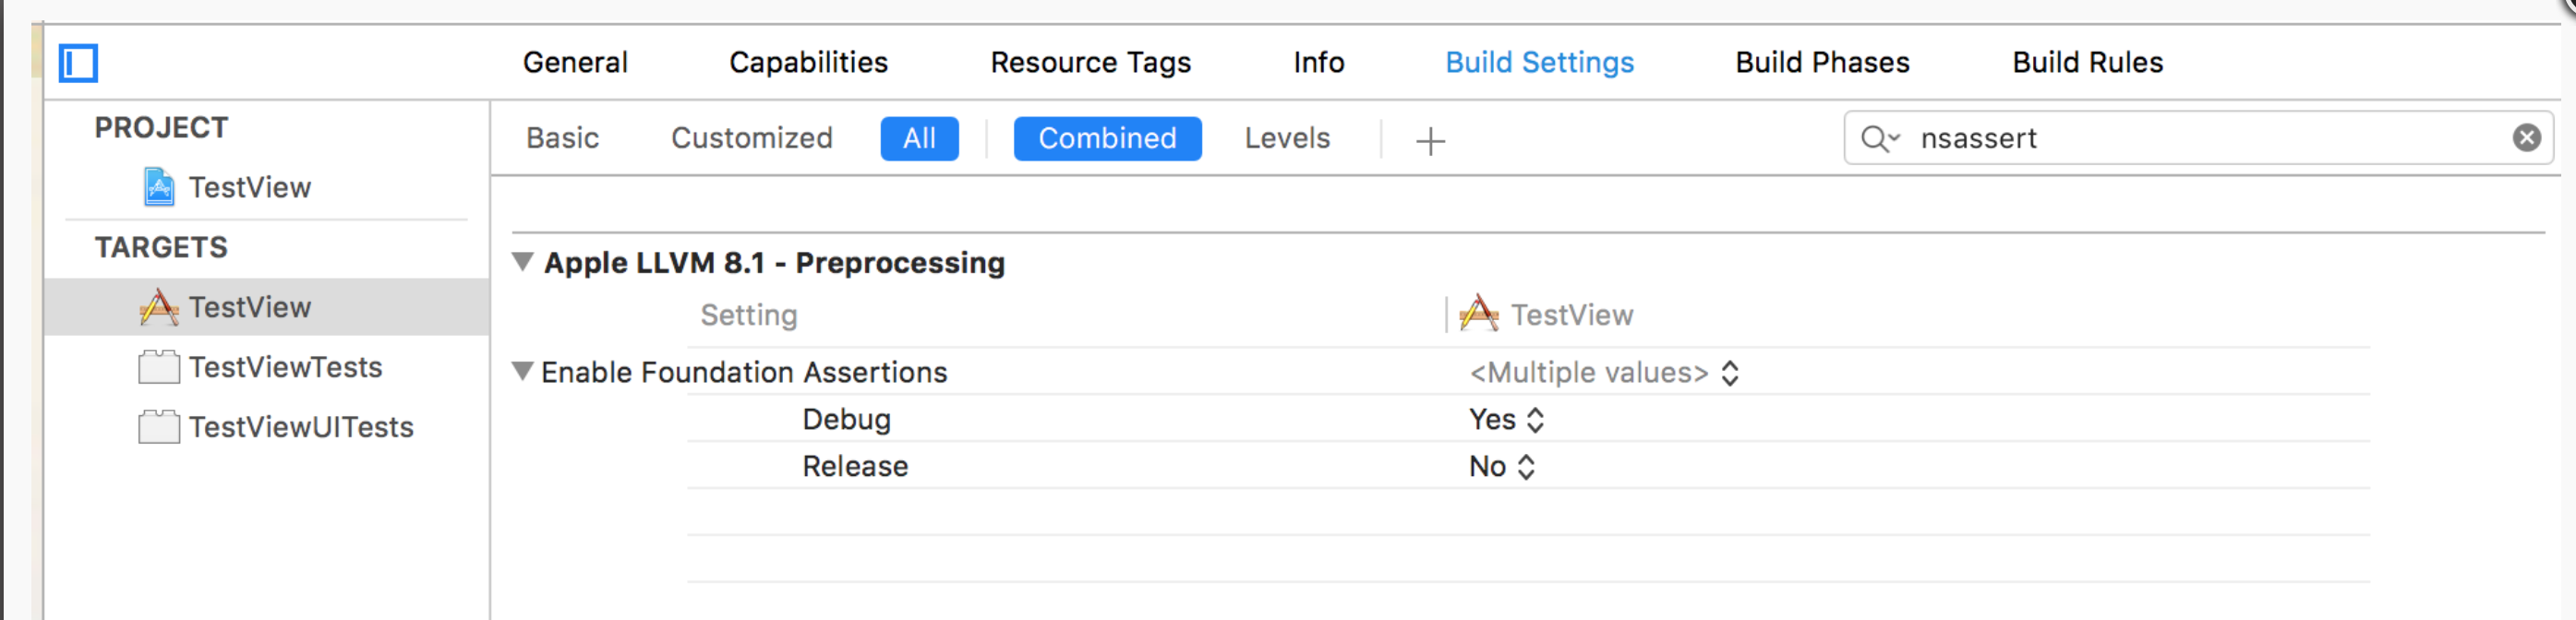 General Capabilities Resource Tags Info Build Settings Build Phases Build Rules
PROJECT
TestView
TARGETS
TestView
TestViewTests
TestViewUITests
Basic Customized All Combined Levels + nsassert
Apple LLVM 8.1 - Preprocessing
Setting TestView
Enable Foundation Assertions <Multiple values>
Debug Yes
Release No